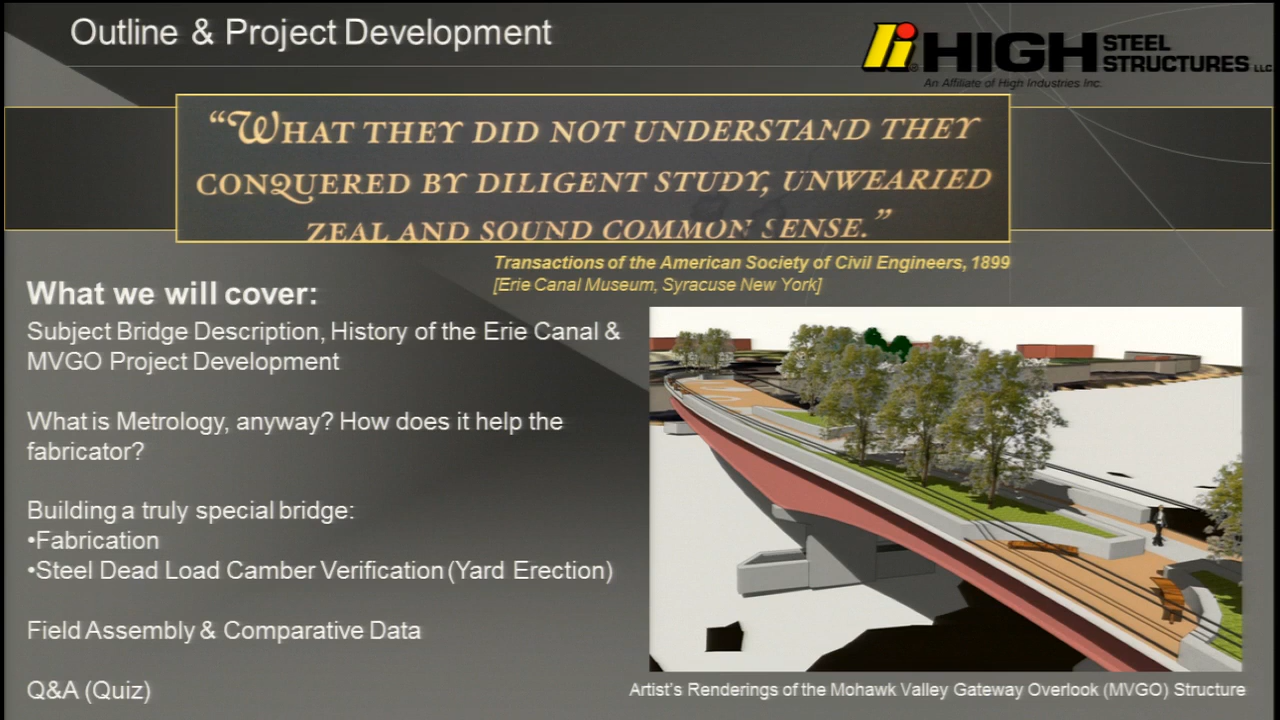 Outline & Project Development
HIGH STEEL STRUCTURES LLC
An Affiliate of High Industries Inc.
“WHAT THEY DID NOT UNDERSTAND THEY
CONQUERED BY DILIGENT STUDY, UNWEARIED
ZEAL AND SOUND COMMON SENSE.”
Transactions of the American Society of Civil Engineers, 1899
[Erie Canal Museum, Syracuse New York]
What we will cover:
Subject Bridge Description, History of the Erie Canal &
MVGO Project Development
What is Metrology, anyway? How does it help the
fabricator?
Building a truly special bridge:
•Fabrication
•Steel Dead Load Camber Verification (Yard Erection)
Field Assembly & Comparative Data
Q&A (Quiz)
Artist's Renderings of the Mohawk Valley Gateway Overlook (MVGO) Structure